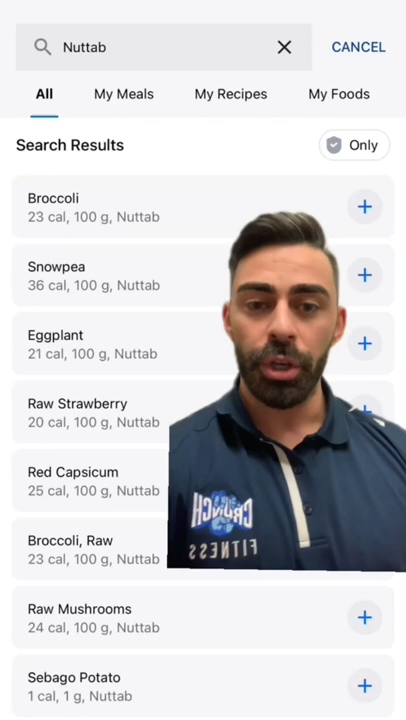 Nuttab
CANCEL
All
My Meals
My Recipes
My Foods
Search Results
Only
Broccoli
23 cal, 100 g, Nuttab
Snowpea
36 cal, 100 g, Nuttab
Eggplant
21 cal, 100 g, Nuttab
Raw Strawberry
20 cal, 100 g, Nuttab
Red Capsicum
25 cal, 100 g, Nuttab
Broccoli, Raw
23 cal, 100 g, Nuttab
CRUNCH
FITNESS
Raw Mushrooms
24 cal, 100 g, Nuttab
Sebago Potato
1 cal, 1 g, Nuttab